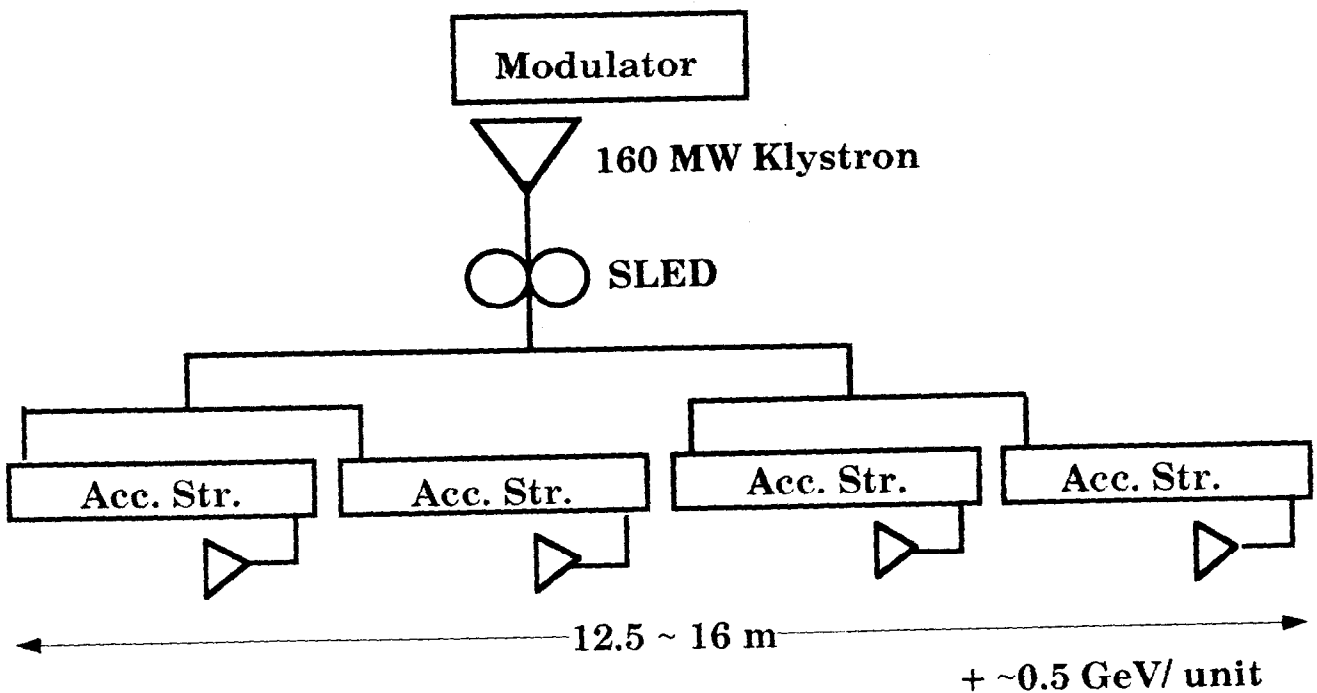 Modulator
160 MW Klystron
SLED
Acc. Str.
Acc. Str.
Acc. Str.
Acc. Str.
12.5 ~ 16 m
+ ~0.5 GeV/ unit